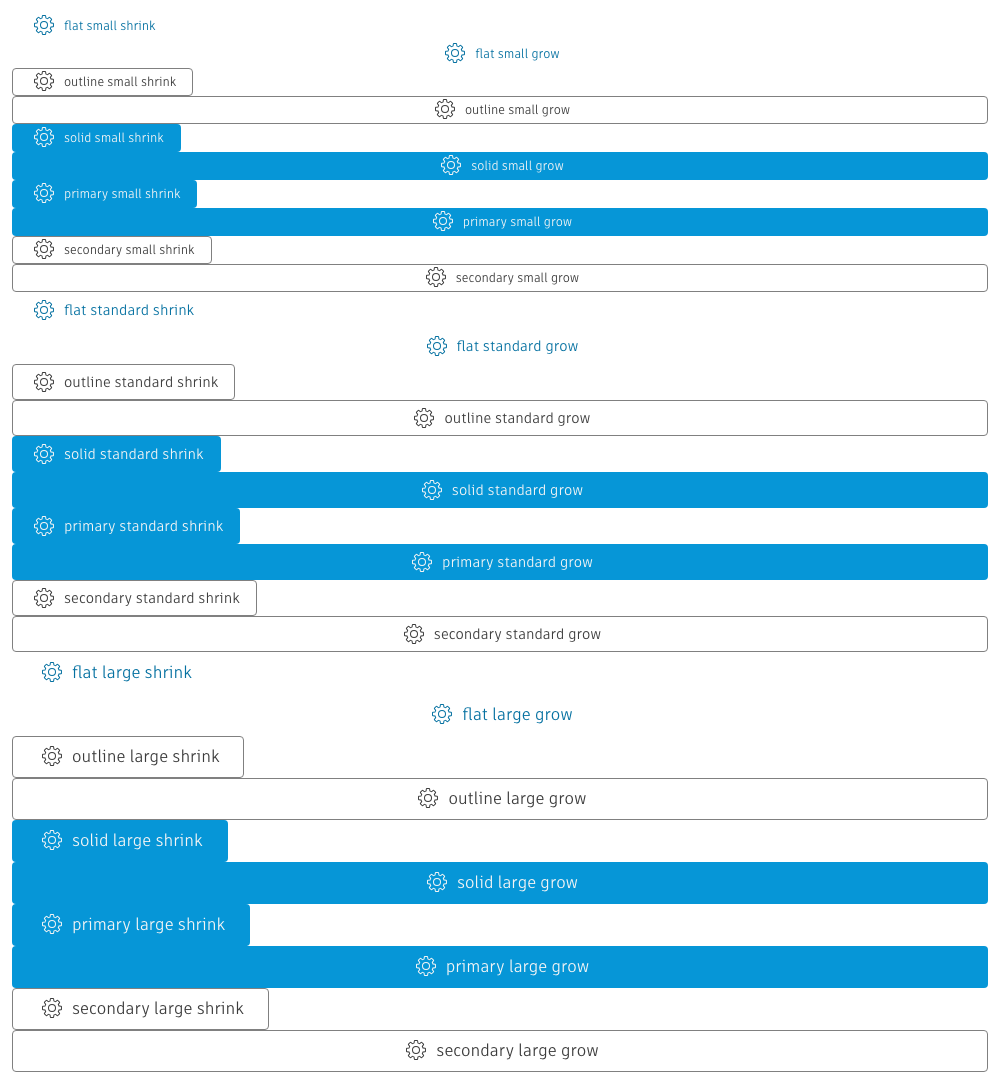 flat small shrink
flat small grow
outline small shrink
outline small grow
solid small shrink
solid small grow
primary small shrink
primary small grow
secondary small shrink
secondary small grow
flat standard shrink
flat standard grow
outline standard shrink
outline standard grow
solid standard shrink
solid standard grow
primary standard shrink
primary standard grow
secondary standard shrink
secondary standard grow
flat large shrink
flat large grow
outline large shrink
outline large grow
solid large shrink
solid large grow
primary large shrink
primary large grow
secondary large shrink
secondary large grow